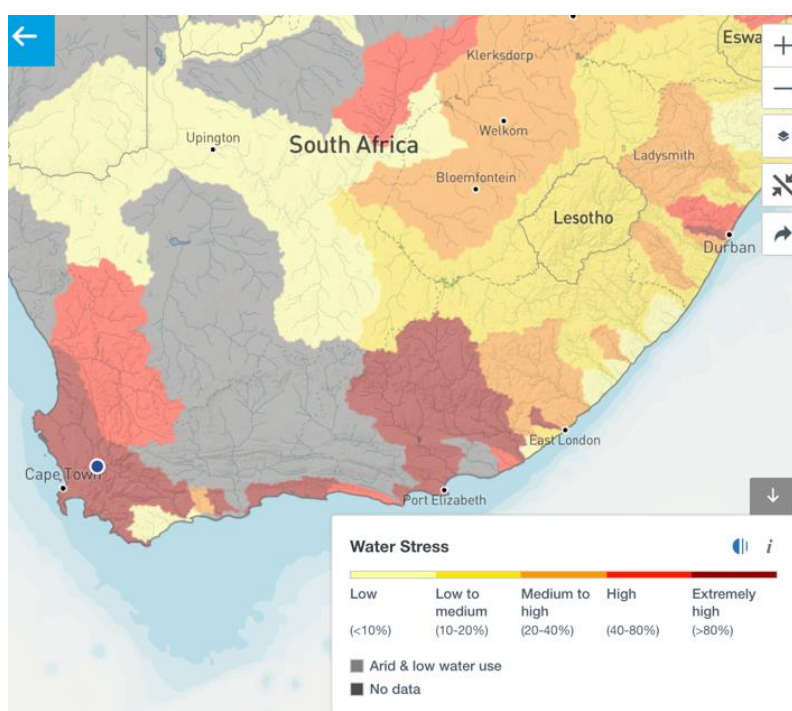 Klerksdorp
Eswa
Upington
South Africa
Welkom
Ladysmith
Bloemfontein
Lesotho
Durban
East London
Cape Town
Port Elizabeth
Water Stress
i
Low
Low to
medium
Medium to
high
High
Extremely
high
(<10%)
(10-20%)
(20-40%)
(40-80%)
(>80%)
Arid & low water use
No data